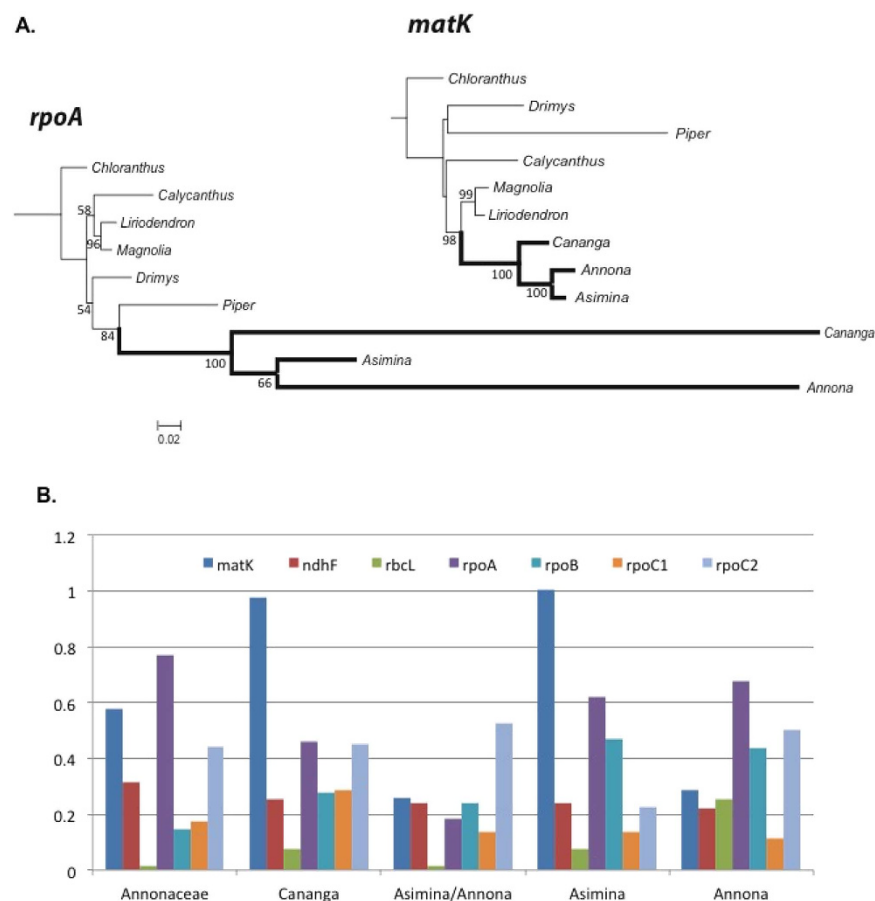 A.
matK
Chloranthus
Drimys
Piper
Calycanthus
99
Magnolia
Liriodendron
98
Cananga
100
Annona
100
Asimina
rpoA
Chloranthus
58
Calycanthus
Liriodendron
96
Magnolia
Drimys
54
Piper
84
Cananga
100
Asimina
66
Annona
0.02
B.
1.2
1
0.8
0.6
0.4
0.2
0
matK ndhF rbcL rpoA rpoB rpoC1 rpoC2
Annonaceae Cananga Asimina/Annona Asimina Annona